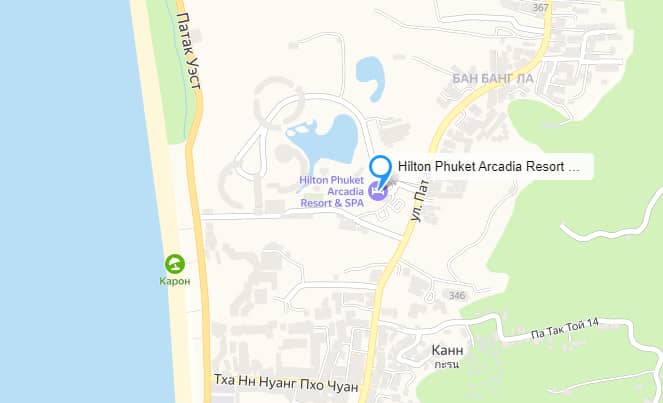 367
Патак Уэст
БАН БАНГ ЛА
Hilton Phuket Arcadia Resort ...
Hilton Phuket
Arcadia
Resort & SPA
ул. Пат
Карон
346
Па Так Той 14
Канн
กะรน
Тха Нн Нуанг Пхо Чуан